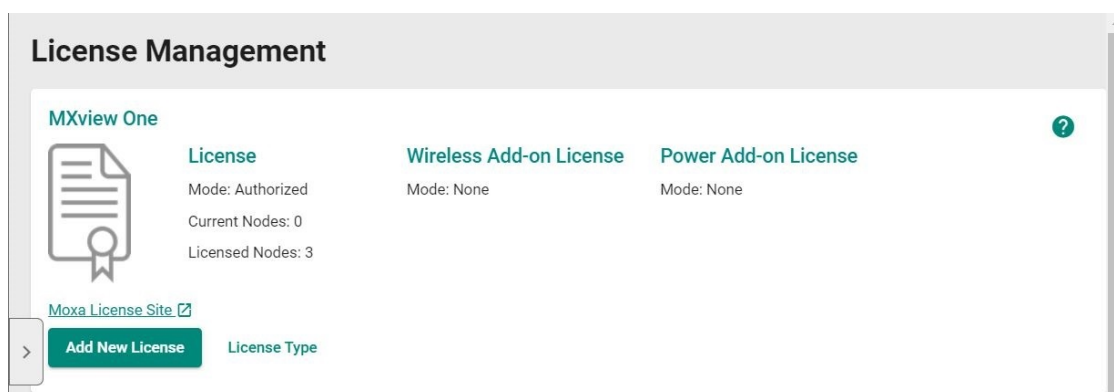 License Management
MXview One
?
License
Mode: Authorized
Current Nodes: 0
Licensed Nodes: 3
Wireless Add-on License
Mode: None
Power Add-on License
Mode: None
Moxa License Site
Add New License
License Type